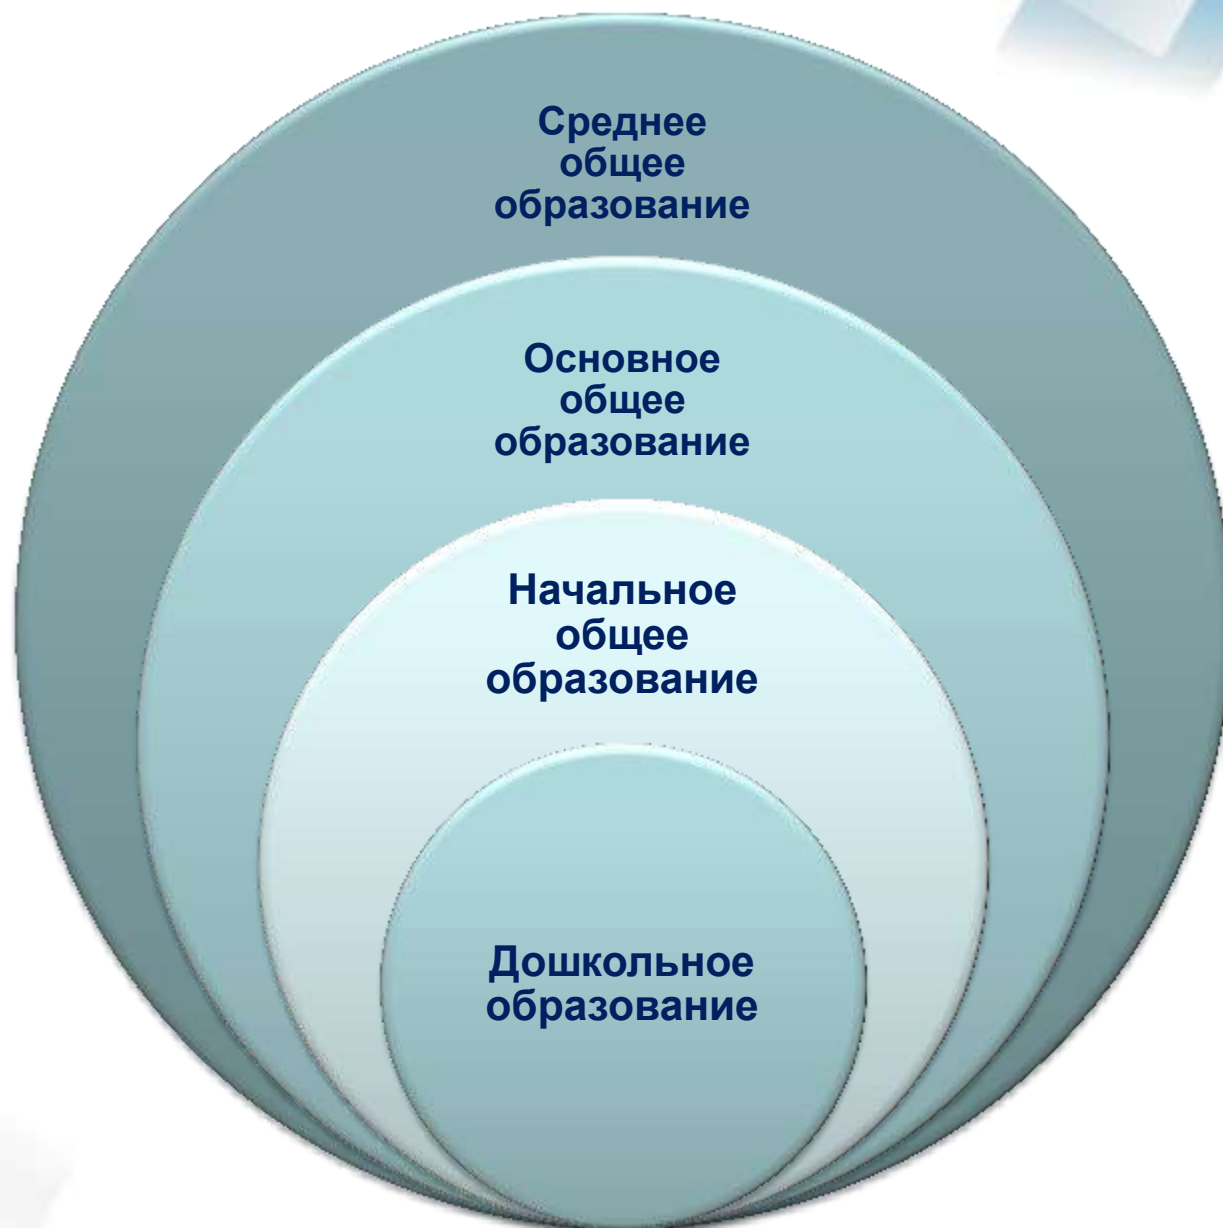 Среднее
общее
образование
Основное
общее
образование
Начальное
общее
образование
Дошкольное
образование